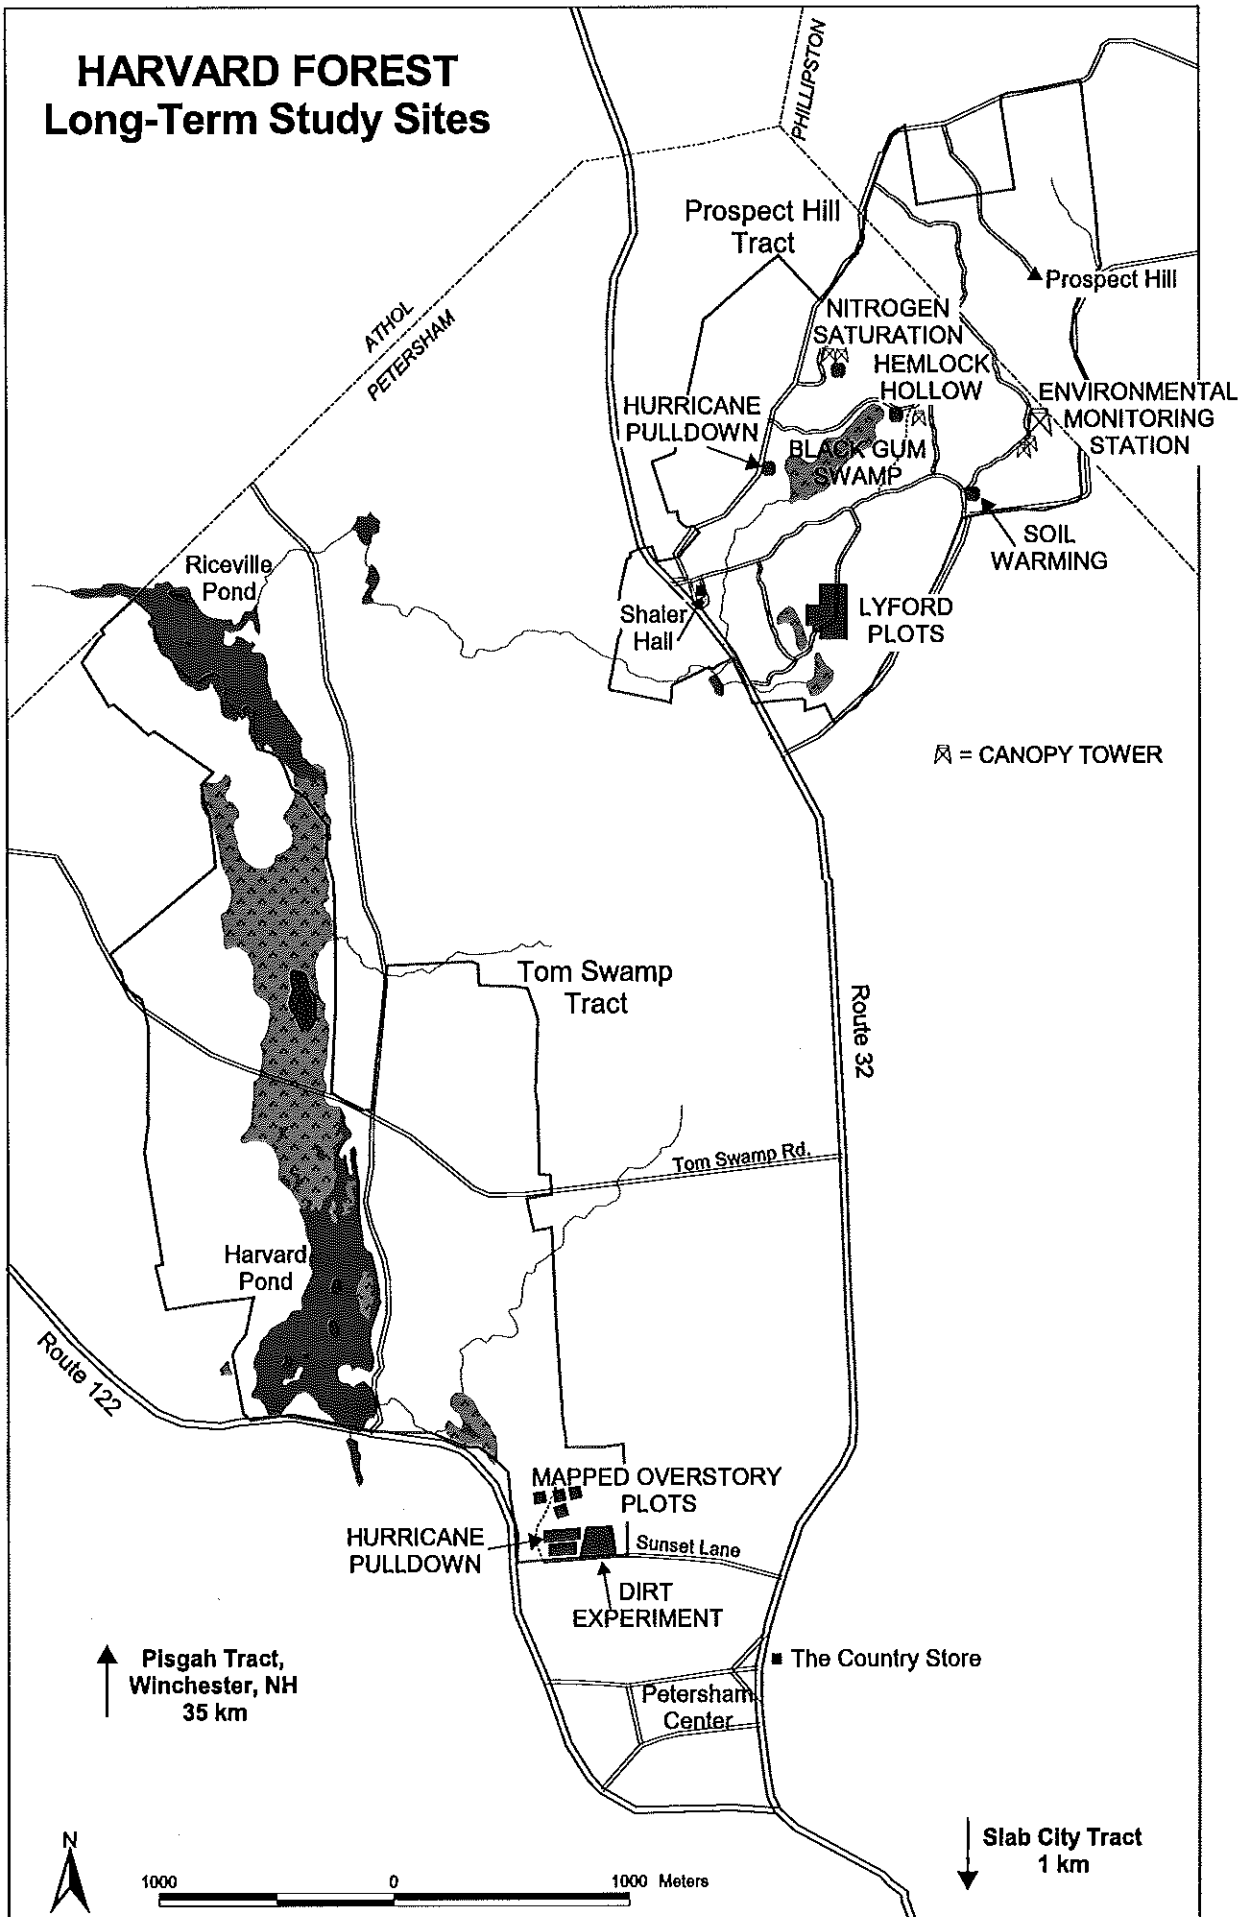 HARVARD FOREST
Long-Term Study Sites
PHILLIPSTON
Prospect Hill
Tract
Prospect Hill
ATHOL
PETERSHAM
NITROGEN
SATURATION
HEMLOCK
HOLLOW
ENVIRONMENTAL
MONITORING
STATION
HURRICANE
PULLDOWN
BLACK GUM
SWAMP
SOIL
WARMING
Riceville
Pond
Shaler
Hall
LYFORD
PLOTS
= CANOPY TOWER
Tom Swamp
Tract
Route 32
Tom Swamp Rd.
Harvard
Pond
Route 122
MAPPED OVERSTORY
PLOTS
HURRICANE
PULLDOWN
Sunset Lane
DIRT
EXPERIMENT
Pisgah Tract,
Winchester, NH
35 km
The Country Store
Petersham
Center
Slab City Tract
1 km
N
1000 0 1000 Meters